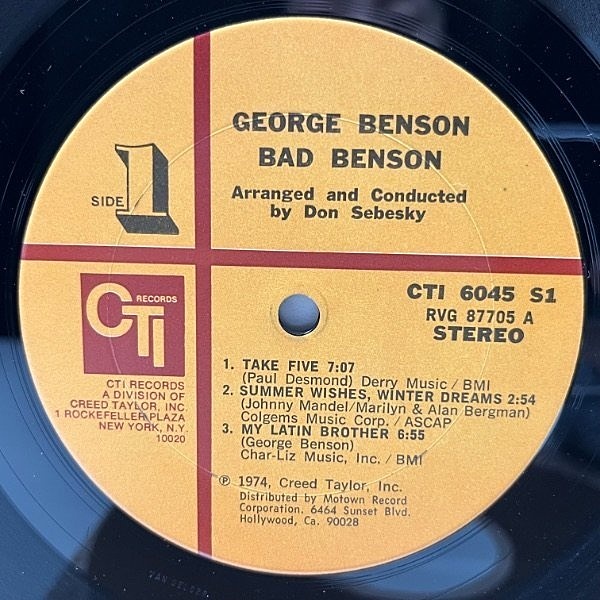 GEORGE BENSON
BAD BENSON
Arranged and Conducted
by Don Sebesky
SIDE 1
CTI RECORDS
CTI RECORDS
A DIVISION OF
CREED TAYLOR, INC.
1 ROCKEFELLER PLAZA
NEW YORK, N.Y.
10020
CTI 6045 S1
RVG 87705 A
STEREO
1. TAKE FIVE 7:07
(Paul Desmond) Derry Music / BMI
2. SUMMER WISHES, WINTER DREAMS 2:54
(Johnny Mandel/Marilyn & Alan Bergman)
Colgems Music Corp. / ASCAP
3. MY LATIN BROTHER 6:55
(George Benson)
Char-Liz Music, Inc. / BMI
℗ 1974, Creed Taylor, Inc.
Distributed by Motown Record
Corporation, 6464 Sunset Blvd.
Hollywood, Ca. 90028
VAN GELDER